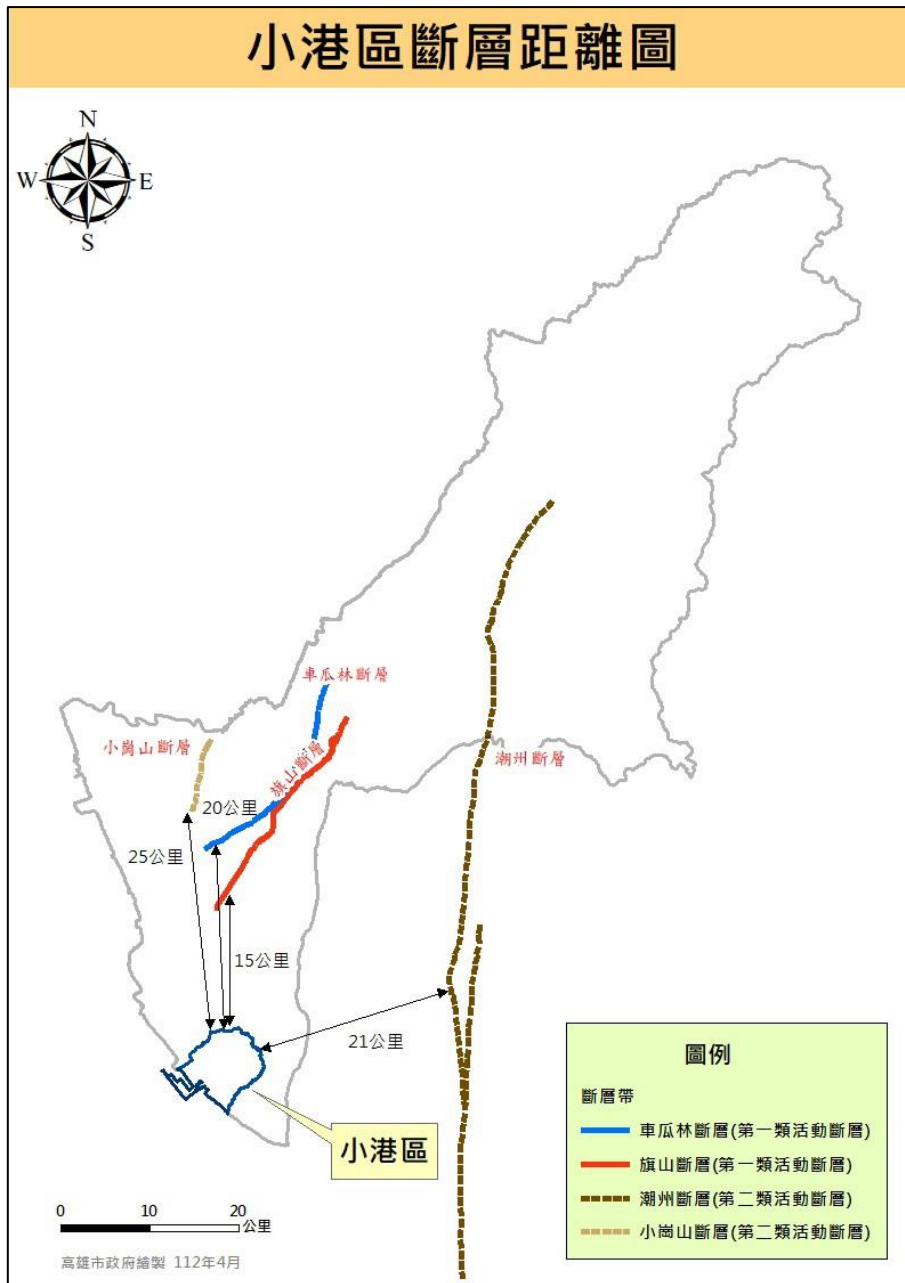 小港區斷層距離圖
N
W
E
S
車瓜林斷層
小崗山斷層
旗山斷層
潮州斷層
20公里
25公里
15公里
21公里
小港區
圖例
斷層帶
車瓜林斷層(第一類活動斷層)
旗山斷層(第一類活動斷層)
潮州斷層(第二類活動斷層)
小崗山斷層(第二類活動斷層)
0 10 20
公里
高雄市政府繪製 112年4月